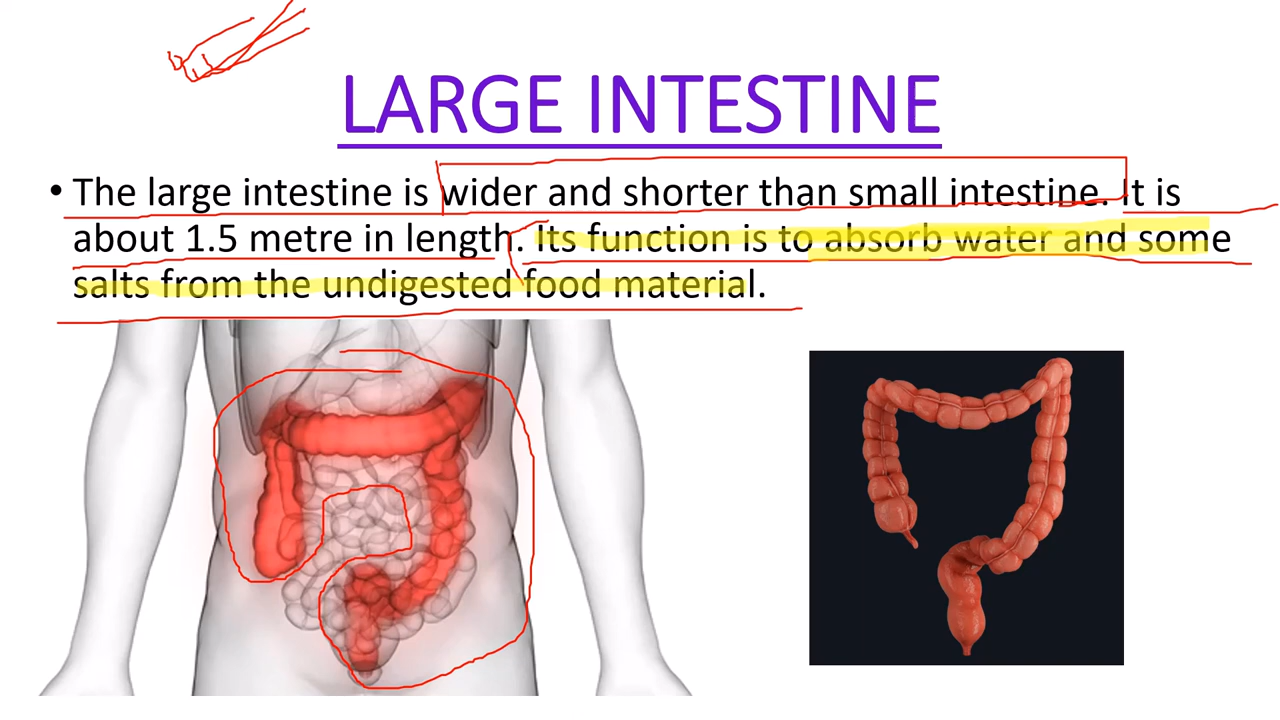 LARGE INTESTINE
• The large intestine is wider and shorter than small intestine. It is
about 1.5 metre in length. Its function is to absorb water and some
salts from the undigested food material.